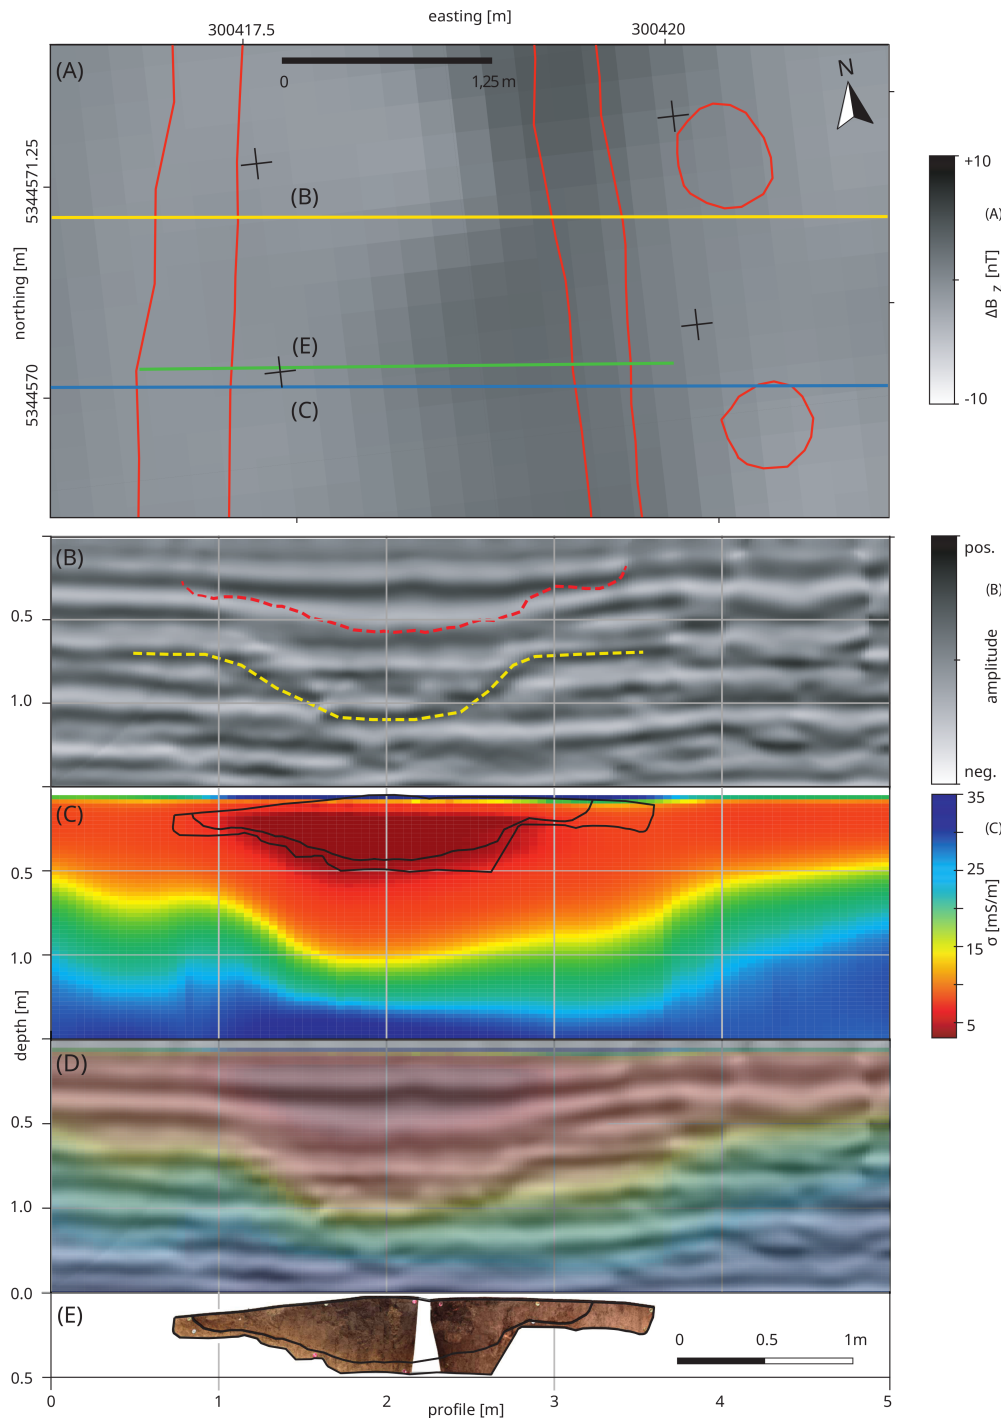 easting [m]
300417.5
300420
(A)
0
1,25 m
N
5344571.25
(B)
northing [m]
(E)
5344570
(C)
+10
(A)
ΔB z [nT]
-10
(B)
0.5
1.0
pos.
(B)
amplitude
neg.
(C)
0.5
1.0
35
(C)
25
σ [mS/m]
15
5
depth [m]
(D)
0.5
1.0
0.0
(E)
0
0.5
1m
0.5
0
1
2
3
4
5
profile [m]